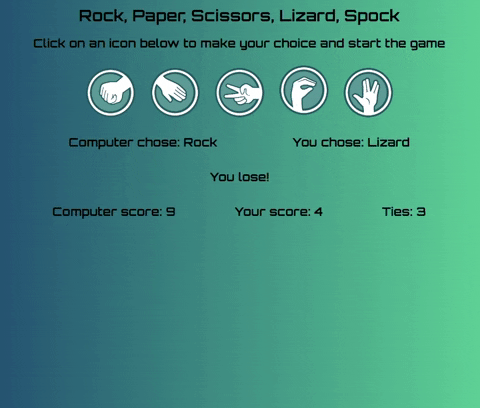 Rock, Paper, Scissors, Lizard, Spock
Click on an icon below to make your choice and start the game
Computer chose: Rock You chose: Lizard
You lose!
Computer score: 9 Your score: 4 Ties: 3